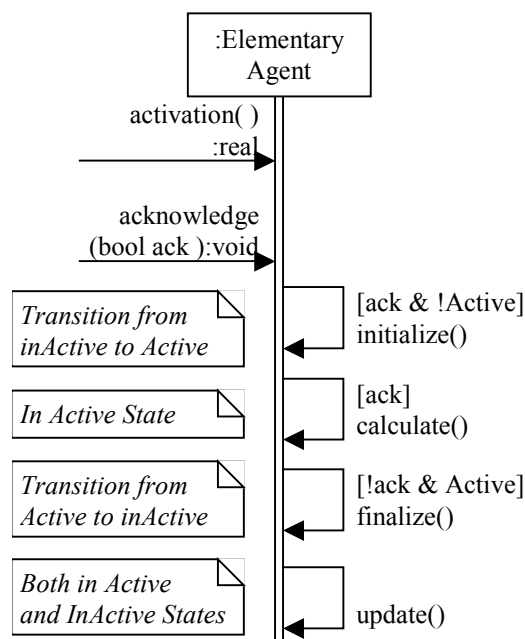 :Elementary
Agent
activation( )
:real
acknowledge
(bool ack ):void
Transition from
inActive to Active
[ack & !Active]
initialize()
In Active State
[ack]
calculate()
Transition from
Active to inActive
[!ack & Active]
finalize()
Both in Active
and InActive States
update()